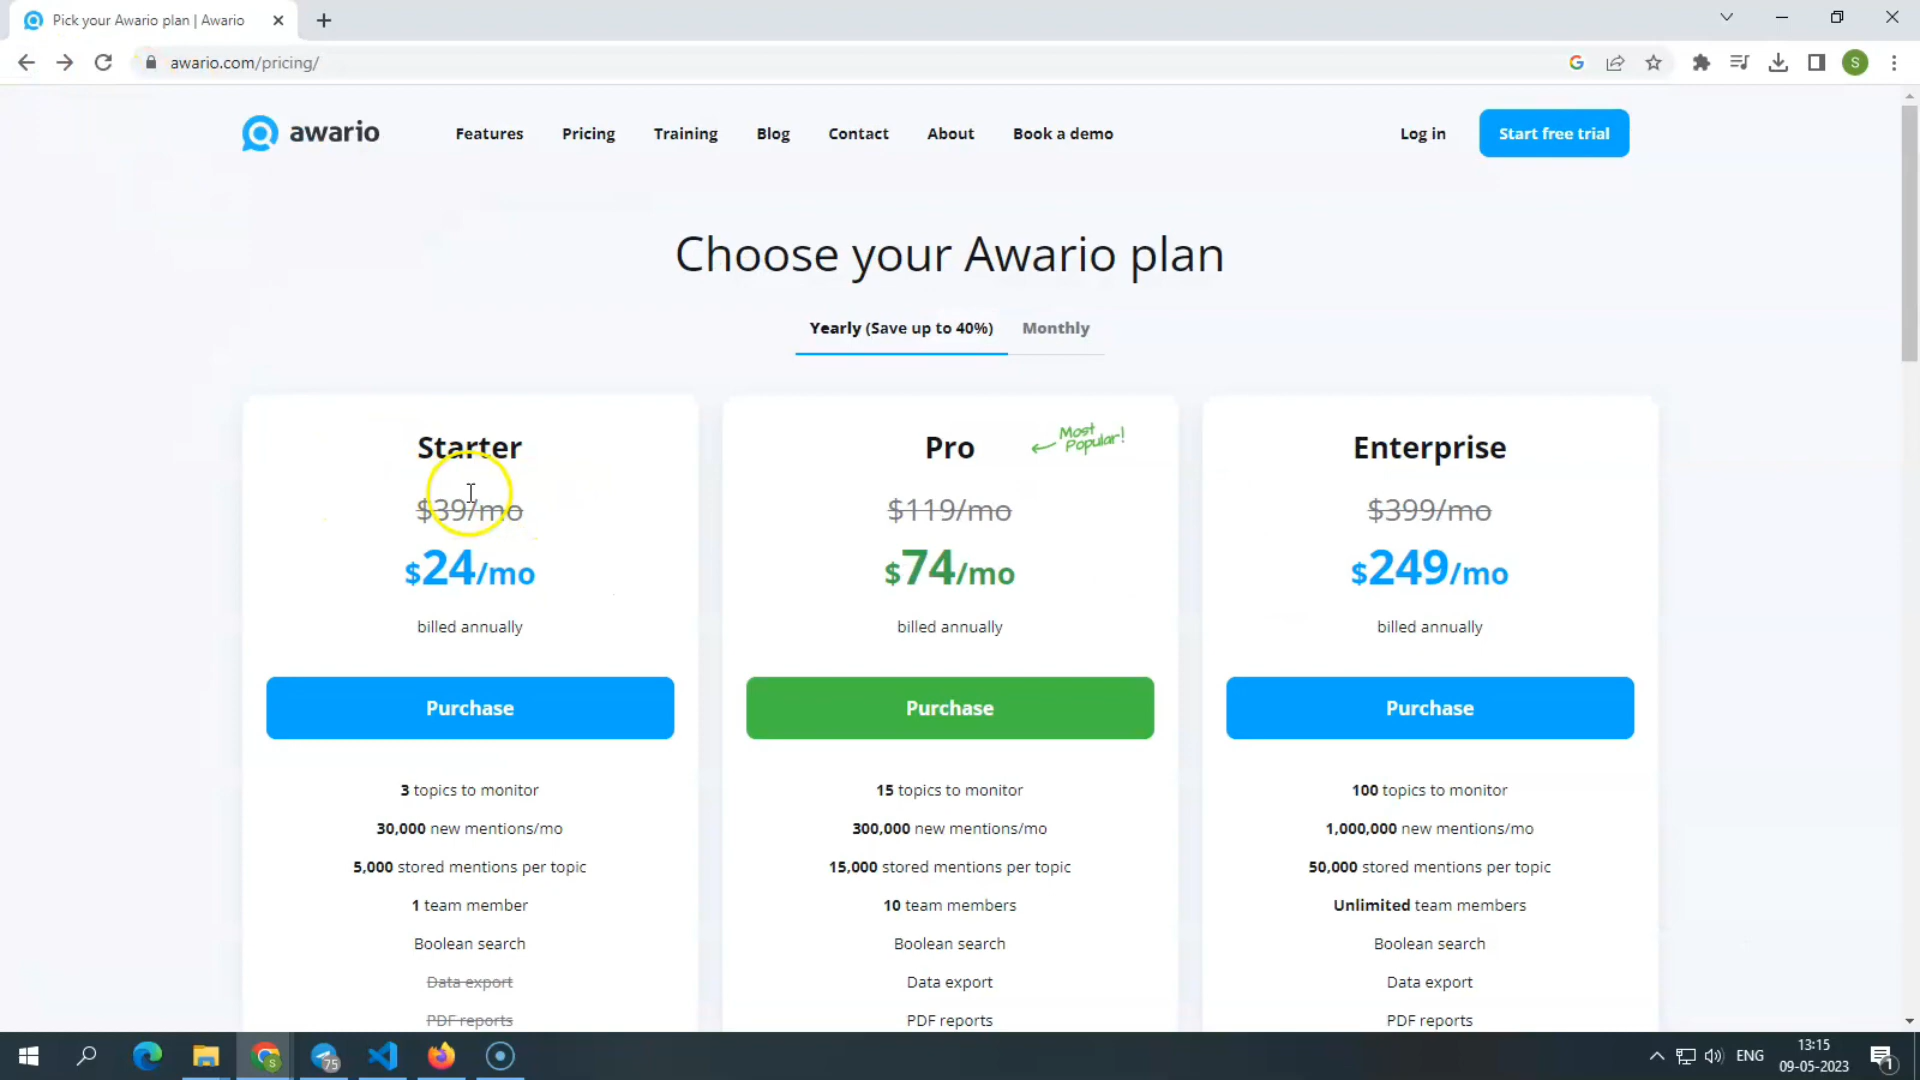 Pick your Awario plan | Awario
awario.com/pricing/
S
awario
Features
Pricing
Training
Blog
Contact
About
Book a demo
Log in
Start free trial
Choose your Awario plan
Yearly (Save up to 40%)
Monthly
Starter
$39/mo
$24/mo
billed annually
Purchase
3 topics to monitor
30,000 new mentions/mo
5,000 stored mentions per topic
1 team member
Boolean search
Data export
PDF reports
Pro
Most
Popular!
$119/mo
$74/mo
billed annually
Purchase
15 topics to monitor
300,000 new mentions/mo
15,000 stored mentions per topic
10 team members
Boolean search
Data export
PDF reports
Enterprise
$399/mo
$249/mo
billed annually
Purchase
100 topics to monitor
1,000,000 new mentions/mo
50,000 stored mentions per topic
Unlimited team members
Boolean search
Data export
PDF reports
S
75
ENG
13:15
09-05-2023
1